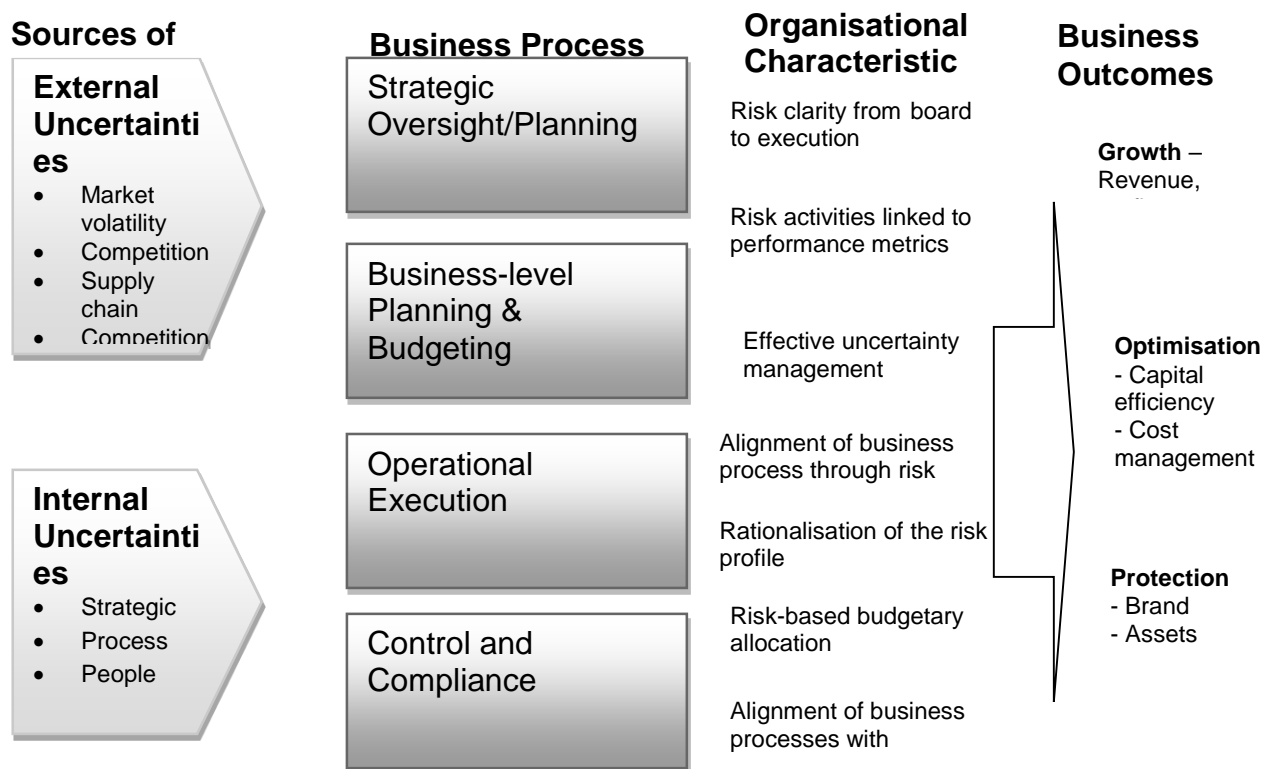 Sources of
External
Uncertainti
es
• Market
volatility
• Competition
• Supply
chain
• Competition
Internal
Uncertainti
es
• Strategic
• Process
• People
Business Process
Strategic
Oversight/Planning
Business-level
Planning &
Budgeting
Operational
Execution
Control and
Compliance
Organisational
Characteristic
Risk clarity from board
to execution
Risk activities linked to
performance metrics
Effective uncertainty
management
Alignment of business
process through risk
Rationalisation of the risk
profile
Risk-based budgetary
allocation
Alignment of business
processes with
Business
Outcomes
Growth –
Revenue,
Optimisation
- Capital
efficiency
- Cost
management
Protection
- Brand
- Assets